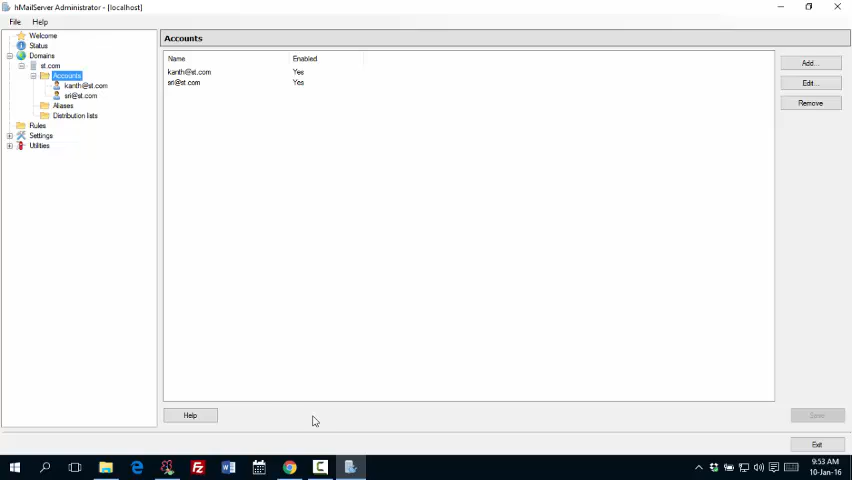 hMailServer Administrator - [localhost]
File Help
Welcome
Status
Domains
st.com
Accounts
kanth@st.com
sri@st.com
Aliases
Distribution lists
Rules
Settings
Utilities
Accounts
Name Enabled
kanth@st.com Yes
sri@st.com Yes
Add...
Edit...
Remove
Help
Save
Exit
9:53 AM
10-Jan-16